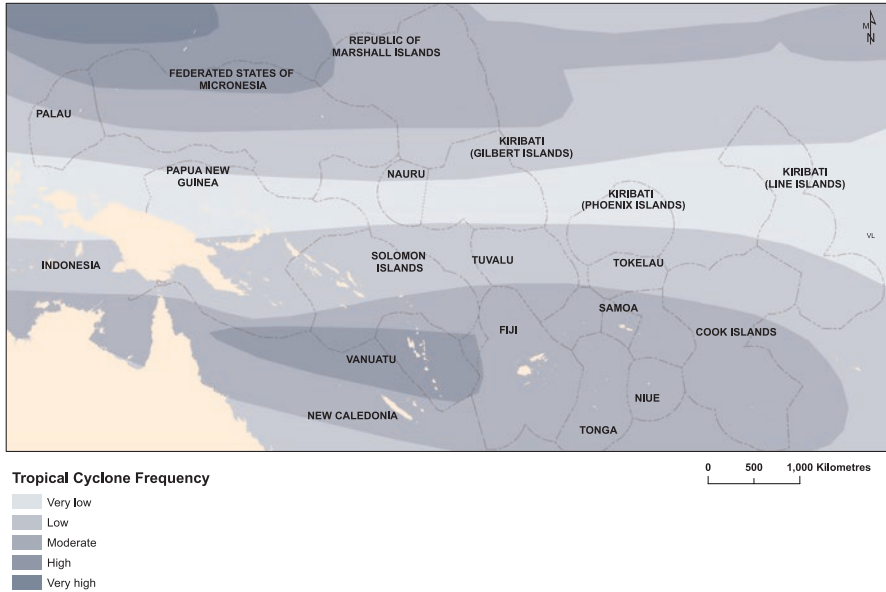 M
N
REPUBLIC OF
MARSHALL ISLANDS
FEDERATED STATES OF
MICRONESIA
PALAU
KIRIBATI
(GILBERT ISLANDS)
PAPUA NEW
GUINEA
NAURU
KIRIBATI
(LINE ISLANDS)
KIRIBATI
(PHOENIX ISLANDS)
VL
INDONESIA
SOLOMON
ISLANDS
TUVALU
TOKELAU
SAMOA
FIJI
COOK ISLANDS
VANUATU
NIUE
NEW CALEDONIA
TONGA
Tropical Cyclone Frequency
Very low
Low
Moderate
High
Very high
0 500 1,000 Kilometres